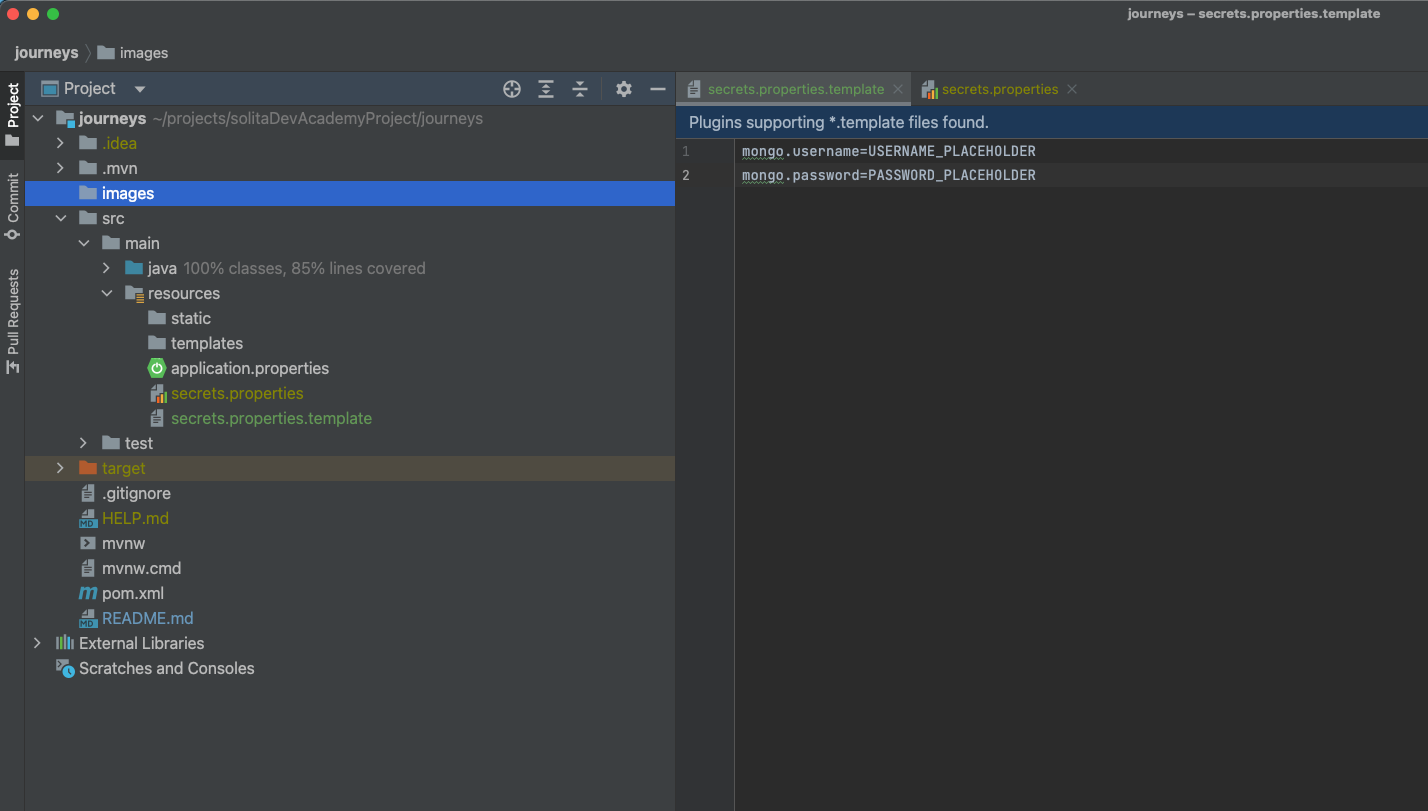 journeys – secrets.properties.template
journeys images
Project
secrets.properties.template
secrets.properties
Project
Commit
Pull Requests
journeys ~/projects/solitaDevAcademyProject/journeys
.idea
.mvn
images
src
main
java 100% classes, 85% lines covered
resources
static
templates
application.properties
secrets.properties
secrets.properties.template
test
target
.gitignore
HELP.md
mvnw
mvnw.cmd
pom.xml
README.md
External Libraries
Scratches and Consoles
Plugins supporting *.template files found.
1 mongo.username=USERNAME_PLACEHOLDER
2 mongo.password=PASSWORD_PLACEHOLDER